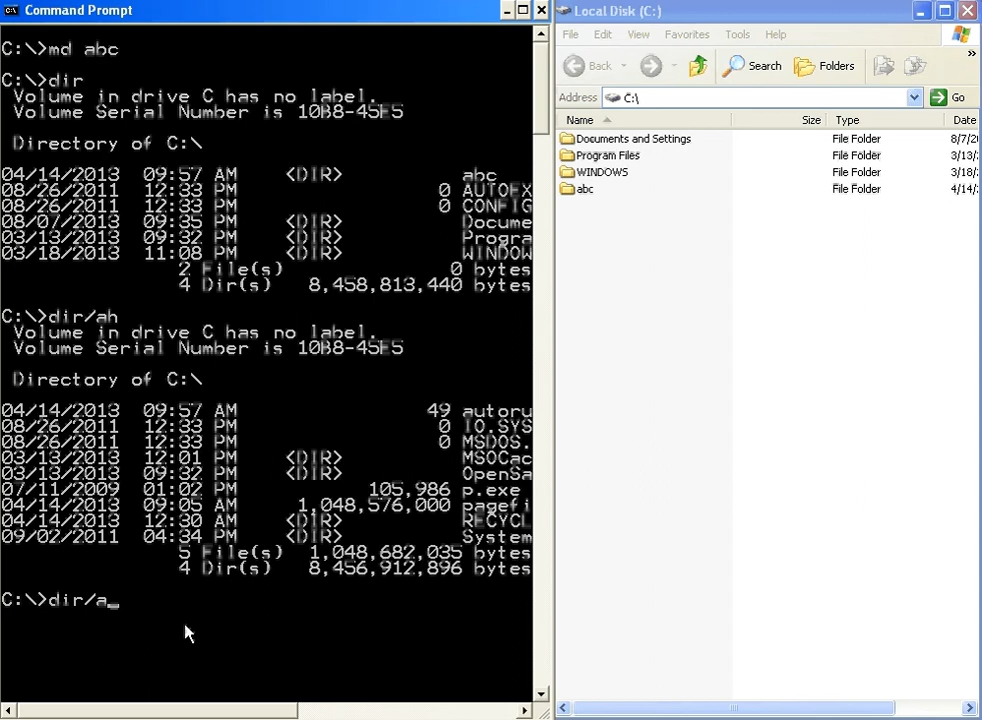 Command Prompt
C:\>md abc
C:\>dir
Volume in drive C has no label.
Volume Serial Number is 10B8-45E5
Directory of C:\
04/14/2013 09:57 AM <DIR> abc
08/26/2011 12:33 PM 0 AUTOEX
08/26/2011 12:33 PM 0 CONFIG
08/07/2013 09:35 PM <DIR> Docume
03/13/2013 09:32 PM <DIR> Progra
03/18/2013 11:08 PM <DIR> WINDOW
2 File(s) 0 bytes
4 Dir(s) 8,458,813,440 bytes
C:\>dir/ah
Volume in drive C has no label.
Volume Serial Number is 10B8-45E5
Directory of C:\
04/14/2013 09:57 AM 49 autoru
08/26/2011 12:33 PM 0 IO.SYS
08/26/2011 12:33 PM 0 MSDOS.
03/13/2013 12:01 PM <DIR> MSOCac
03/13/2013 09:32 PM <DIR> OpenSa
07/11/2009 01:02 PM 105,986 p.exe
04/14/2013 09:05 AM 1,048,576,000 pagefi
04/14/2013 12:30 AM <DIR> RECYCL
09/02/2011 04:34 PM <DIR> System
5 File(s) 1,048,682,035 bytes
4 Dir(s) 8,456,912,896 bytes
C:\>dir/a_
Local Disk (C:)
File Edit View Favorites Tools Help
Back Search Folders
Address C:\ Go
Name Size Type Date
Documents and Settings File Folder 8/7/2
Program Files File Folder 3/13/
WINDOWS File Folder 3/18/
abc File Folder 4/14/